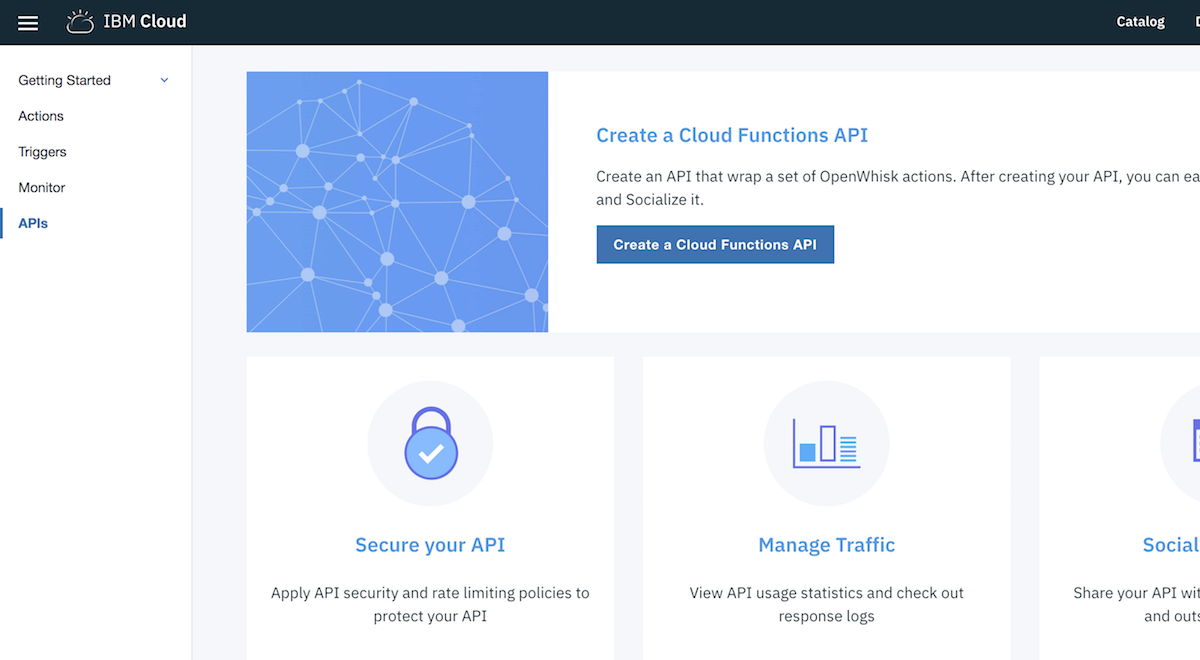 IBM Cloud
Catalog
Getting Started
Actions
Triggers
Monitor
APIs
Create a Cloud Functions API
Create an API that wrap a set of OpenWhisk actions. After creating your API, you can
and Socialize it.
Create a Cloud Functions API
Secure your API
Apply API security and rate limiting policies to
protect your API
Manage Traffic
View API usage statistics and check out
response logs
Social
Share your API
and